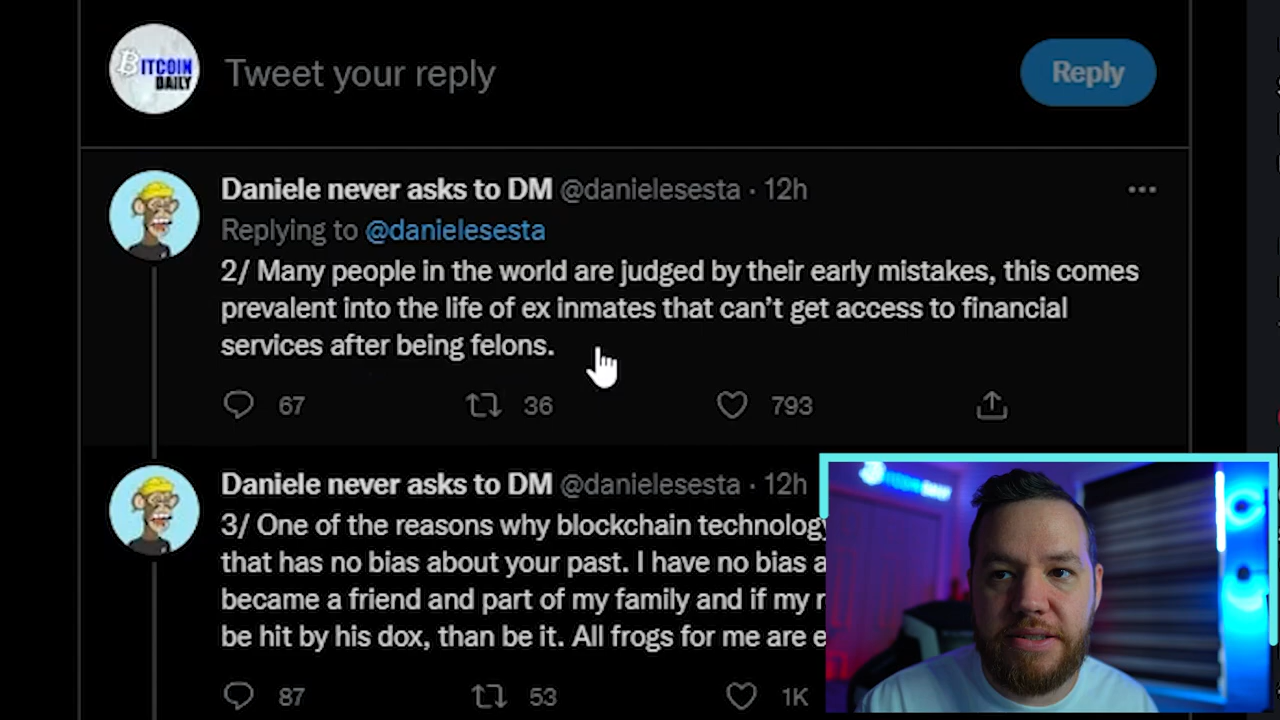 BITCOIN
DAILY
Tweet your reply
Reply
Daniele never asks to DM @danielesesta · 12h
Replying to @danielesesta
2/ Many people in the world are judged by their early mistakes, this comes
prevalent into the life of ex inmates that can’t get access to financial
services after being felons.
67 36 793
Daniele never asks to DM @danielesesta · 12h
3/ One of the reasons why blockchain technology
that has no bias about your past. I have no bias a
became a friend and part of my family and if my r
be hit by his dox, than be it. All frogs for me are e
87 53 1K